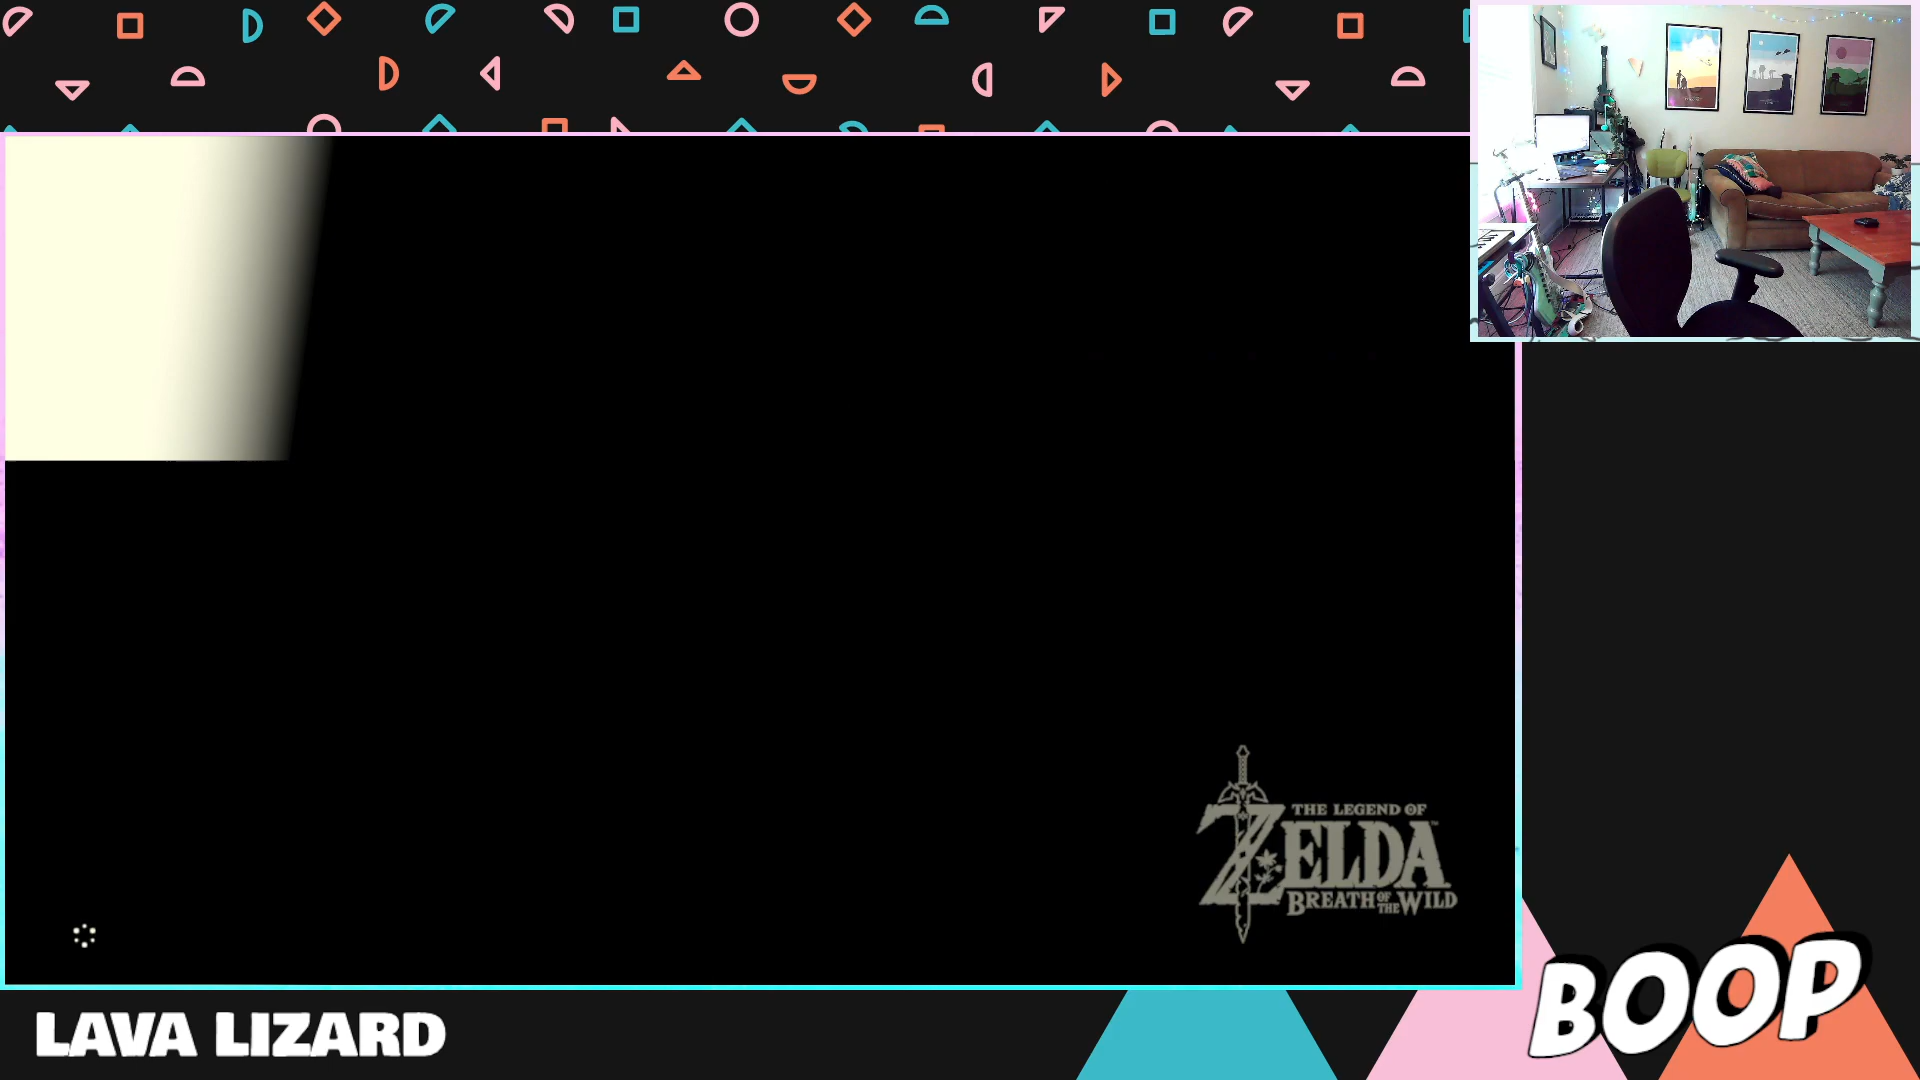 THE LEGEND OF
ZELDA
BREATH OF THE WILD
LAVA LIZARD
BOOP